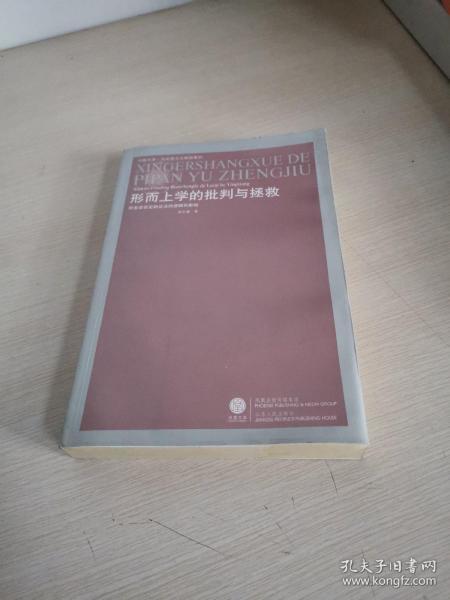 XINGERSHANGXUE DE
PIPAN YU ZHENGJIU
形而上学的批判与拯救
凤凰出版传媒集团
PHOENIX PUBLISHING & MEDIA GROUP
江苏人民出版社
JIANGSU PEOPLE'S PUBLISHING HOUSE
孔夫子旧书网
www.kongfz.com